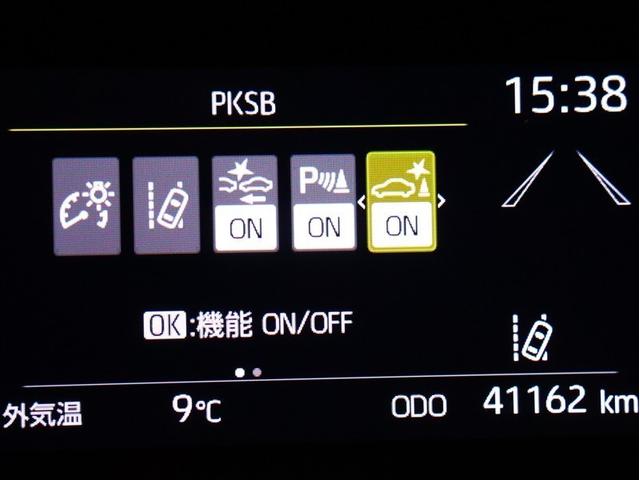 PKSB
15:38
P
ON
ON
ON
OK:機能 ON/OFF
外気温 9℃ ODO 41162 km